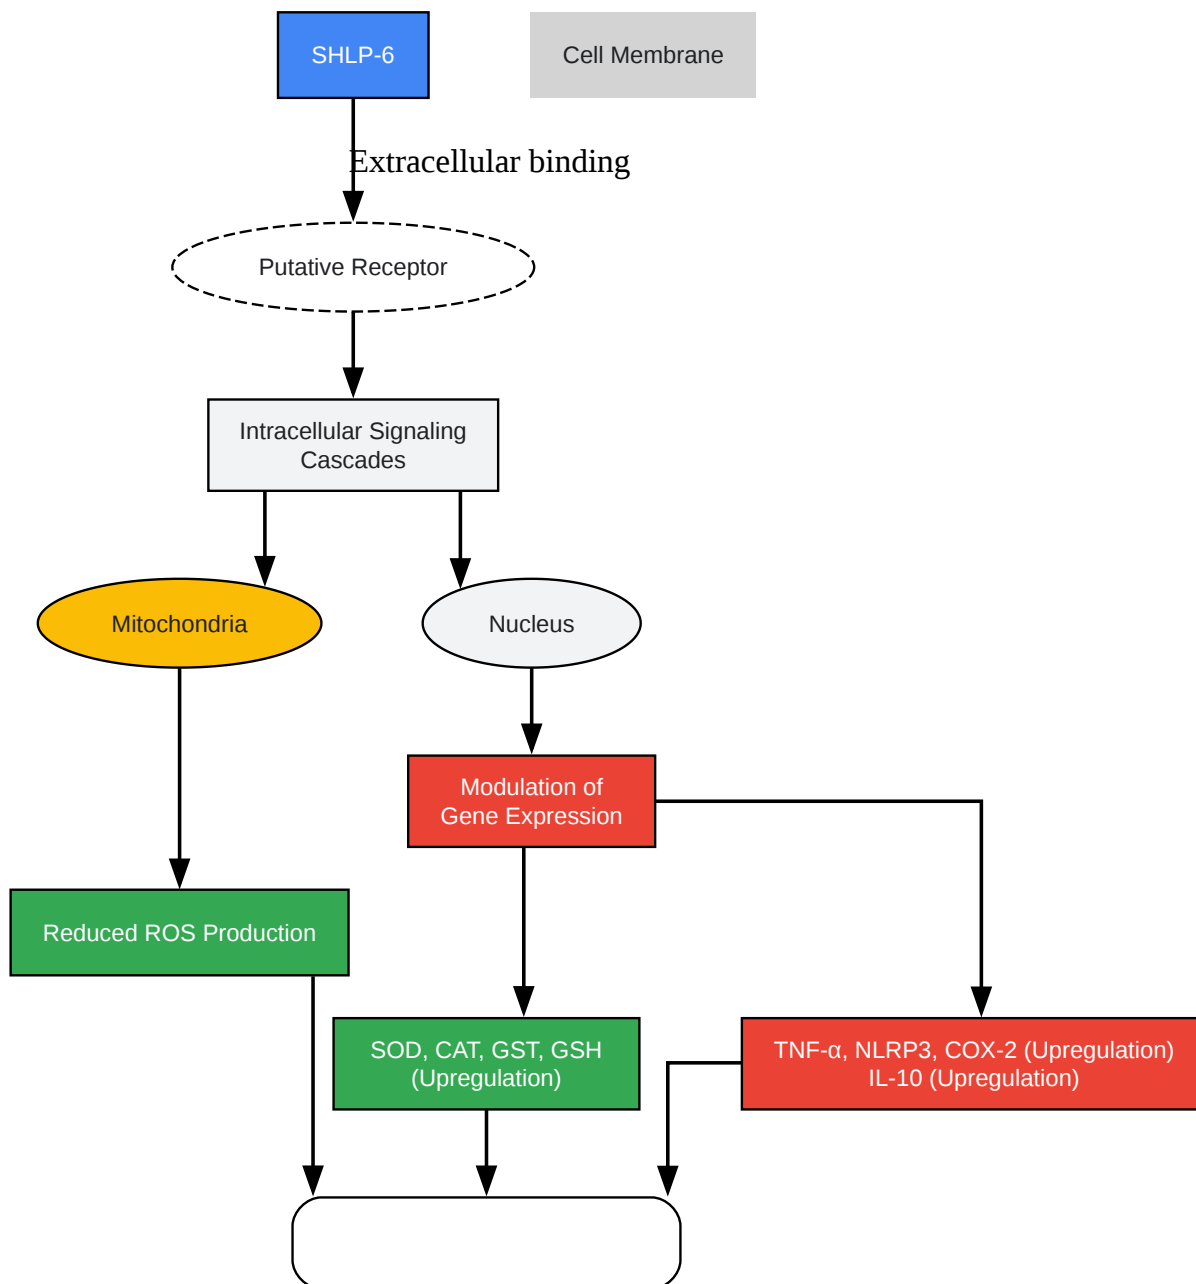 SHLP-6
Cell Membrane
Extracellular binding
Putative Receptor
Intracellular Signaling
Cascades
Mitochondria
Nucleus
Modulation of
Gene Expression
Reduced ROS Production
SOD, CAT, GST, GSH
(Upregulation)
TNF-α, NLRP3, COX-2 (Upregulation)
IL-10 (Upregulation)